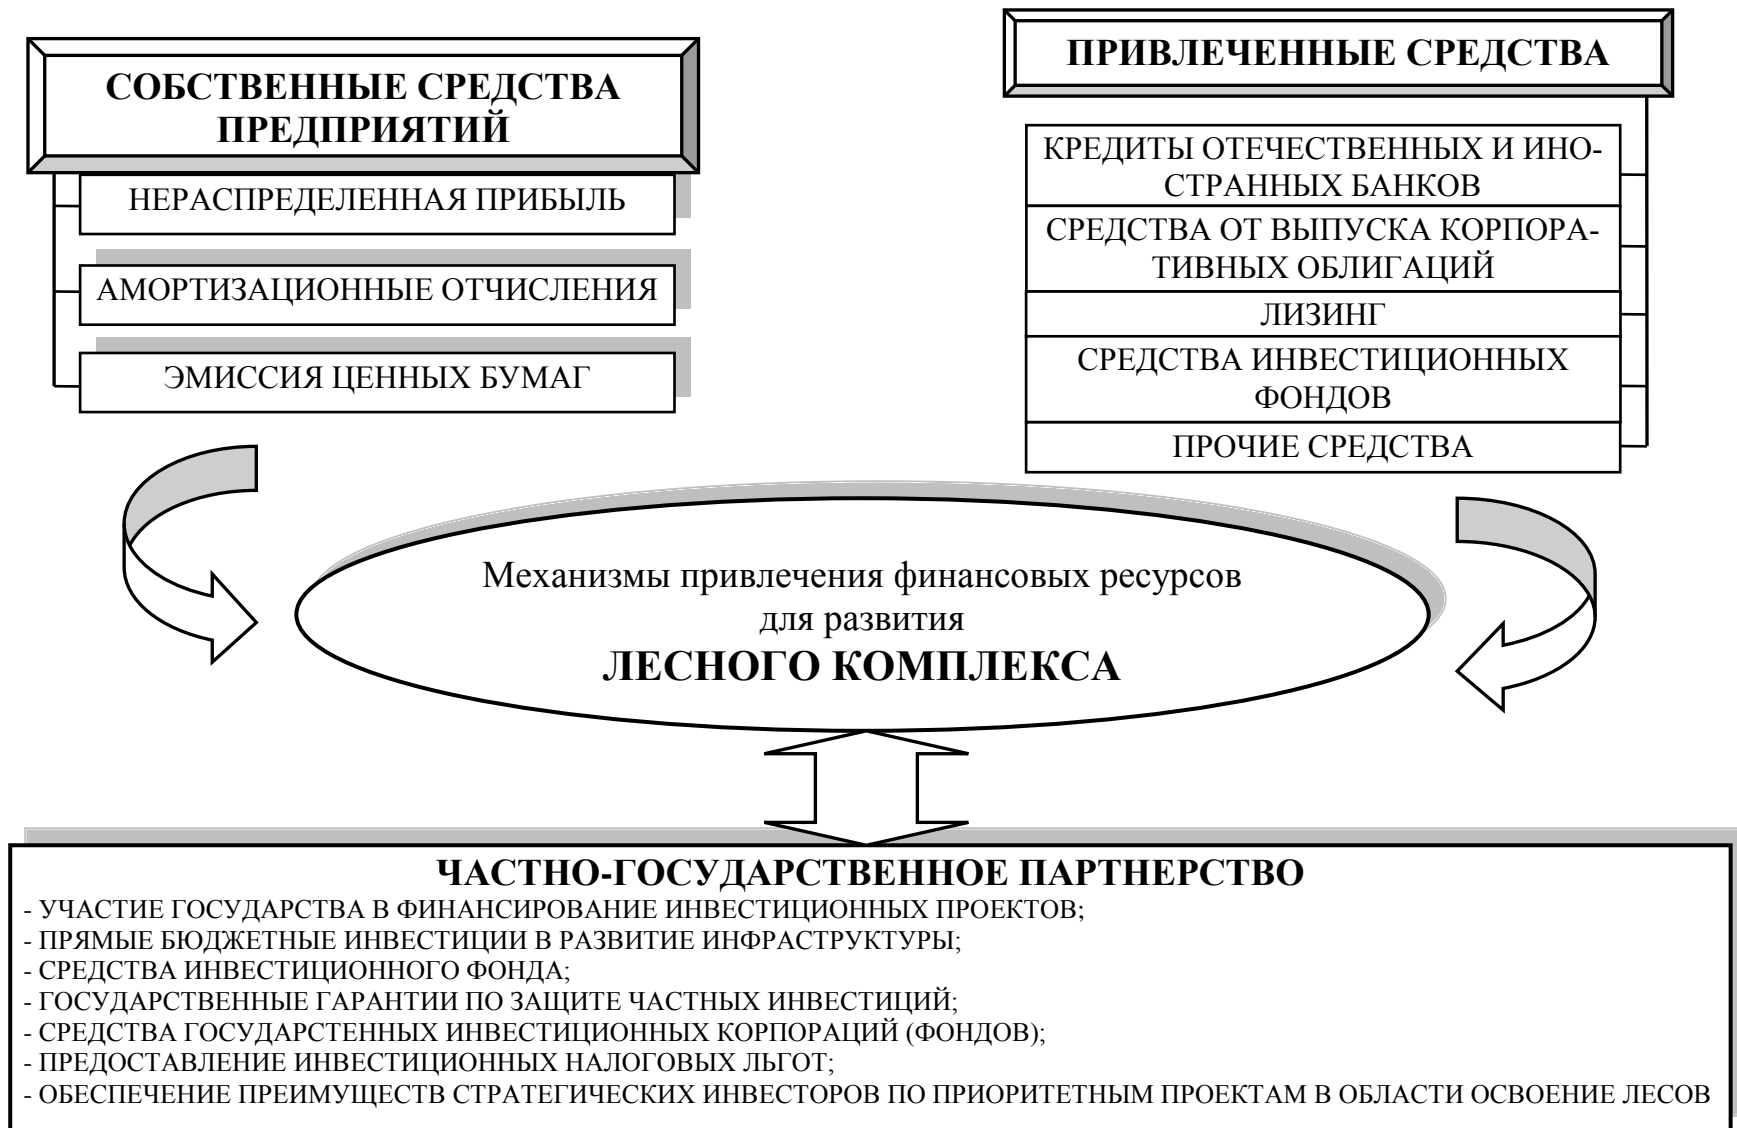 СОБСТВЕННЫЕ СРЕДСТВА
ПРЕДПРИЯТИЙ
НЕРАСПРЕДЕЛЕННАЯ ПРИБЫЛЬ
АМОРТИЗАЦИОННЫЕ ОТЧИСЛЕНИЯ
ЭМИССИЯ ЦЕННЫХ БУМАГ
ПРИВЛЕЧЕННЫЕ СРЕДСТВА
КРЕДИТЫ ОТЕЧЕСТВЕННЫХ И ИНО-
СТРАННЫХ БАНКОВ
СРЕДСТВА ОТ ВЫПУСКА КОРПОРА-
ТИВНЫХ ОБЛИГАЦИЙ
ЛИЗИНГ
СРЕДСТВА ИНВЕСТИЦИОННЫХ
ФОНДОВ
ПРОЧИЕ СРЕДСТВА
Механизмы привлечения финансовых ресурсов
для развития
ЛЕСНОГО КОМПЛЕКСА
ЧАСТНО-ГОСУДАРСТВЕННОЕ ПАРТНЕРСТВО
- УЧАСТИЕ ГОСУДАРСТВА В ФИНАНСИРОВАНИЕ ИНВЕСТИЦИОННЫХ ПРОЕКТОВ;
- ПРЯМЫЕ БЮДЖЕТНЫЕ ИНВЕСТИЦИИ В РАЗВИТИЕ ИНФРАСТРУКТУРЫ;
- СРЕДСТВА ИНВЕСТИЦИОННОГО ФОНДА;
- ГОСУДАРСТВЕННЫЕ ГАРАНТИИ ПО ЗАЩИТЕ ЧАСТНЫХ ИНВЕСТИЦИЙ;
- СРЕДСТВА ГОСУДАРСТЕННЫХ ИНВЕСТИЦИОННЫХ КОРПОРАЦИЙ (ФОНДОВ);
- ПРЕДОСТАВЛЕНИЕ ИНВЕСТИЦИОННЫХ НАЛОГОВЫХ ЛЬГОТ;
- ОБЕСПЕЧЕНИЕ ПРЕИМУЩЕСТВ СТРАТЕГИЧЕСКИХ ИНВЕСТОРОВ ПО ПРИОРИТЕТНЫМ ПРОЕКТАМ В ОБЛАСТИ ОСВОЕНИЕ ЛЕСОВ